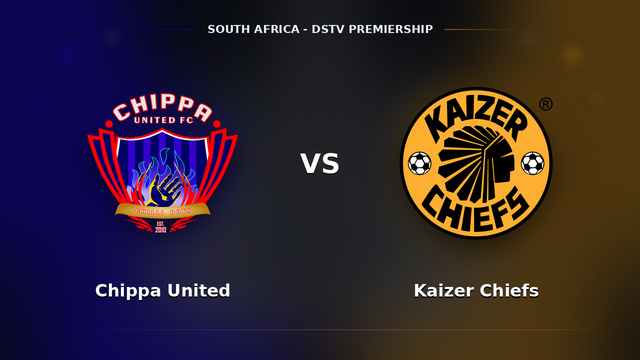 SOUTH AFRICA - DSTV PREMIERSHIP
CHIPPA
UNITED FC
EST.
2010
KAIZER
®
CHIEFS
VS
Chippa United
Kaizer Chiefs